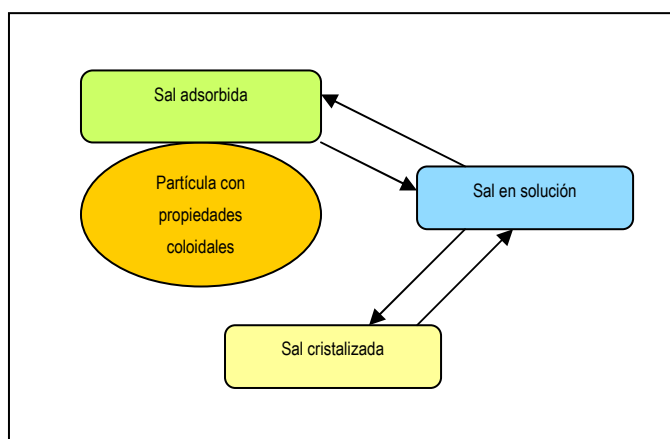 Sal adsorbida
Partícula con
propiedades
coloidales
Sal en solución
Sal cristalizada